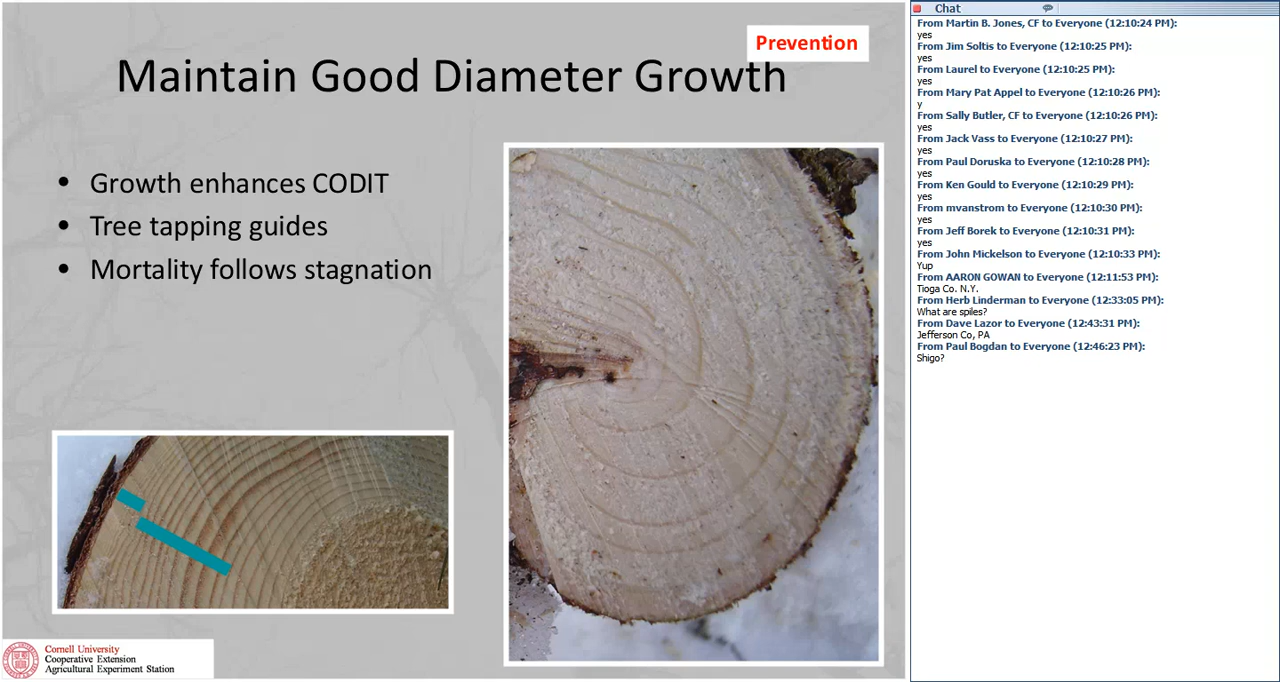 Prevention
Maintain Good Diameter Growth
• Growth enhances CODIT
• Tree tapping guides
• Mortality follows stagnation
Cornell University
Cooperative Extension
Agricultural Experiment Station
Chat
From Martin B. Jones, CF to Everyone (12:10:24 PM):
yes
From Jim Soltis to Everyone (12:10:25 PM):
yes
From Laurel to Everyone (12:10:25 PM):
yes
From Mary Pat Appel to Everyone (12:10:26 PM):
y
From Sally Butler, CF to Everyone (12:10:26 PM):
yes
From Jack Vass to Everyone (12:10:27 PM):
yes
From Paul Doruska to Everyone (12:10:28 PM):
yes
From Ken Gould to Everyone (12:10:29 PM):
yes
From mvanstrom to Everyone (12:10:30 PM):
yes
From Jeff Borek to Everyone (12:10:31 PM):
yes
From John Mickelson to Everyone (12:10:33 PM):
Yup
From AARON GOWAN to Everyone (12:11:53 PM):
Tioga Co. N.Y.
From Herb Linderman to Everyone (12:33:05 PM):
What are spiles?
From Dave Lazor to Everyone (12:43:31 PM):
Jefferson Co, PA
From Paul Bogdan to Everyone (12:46:23 PM):
Shigo?